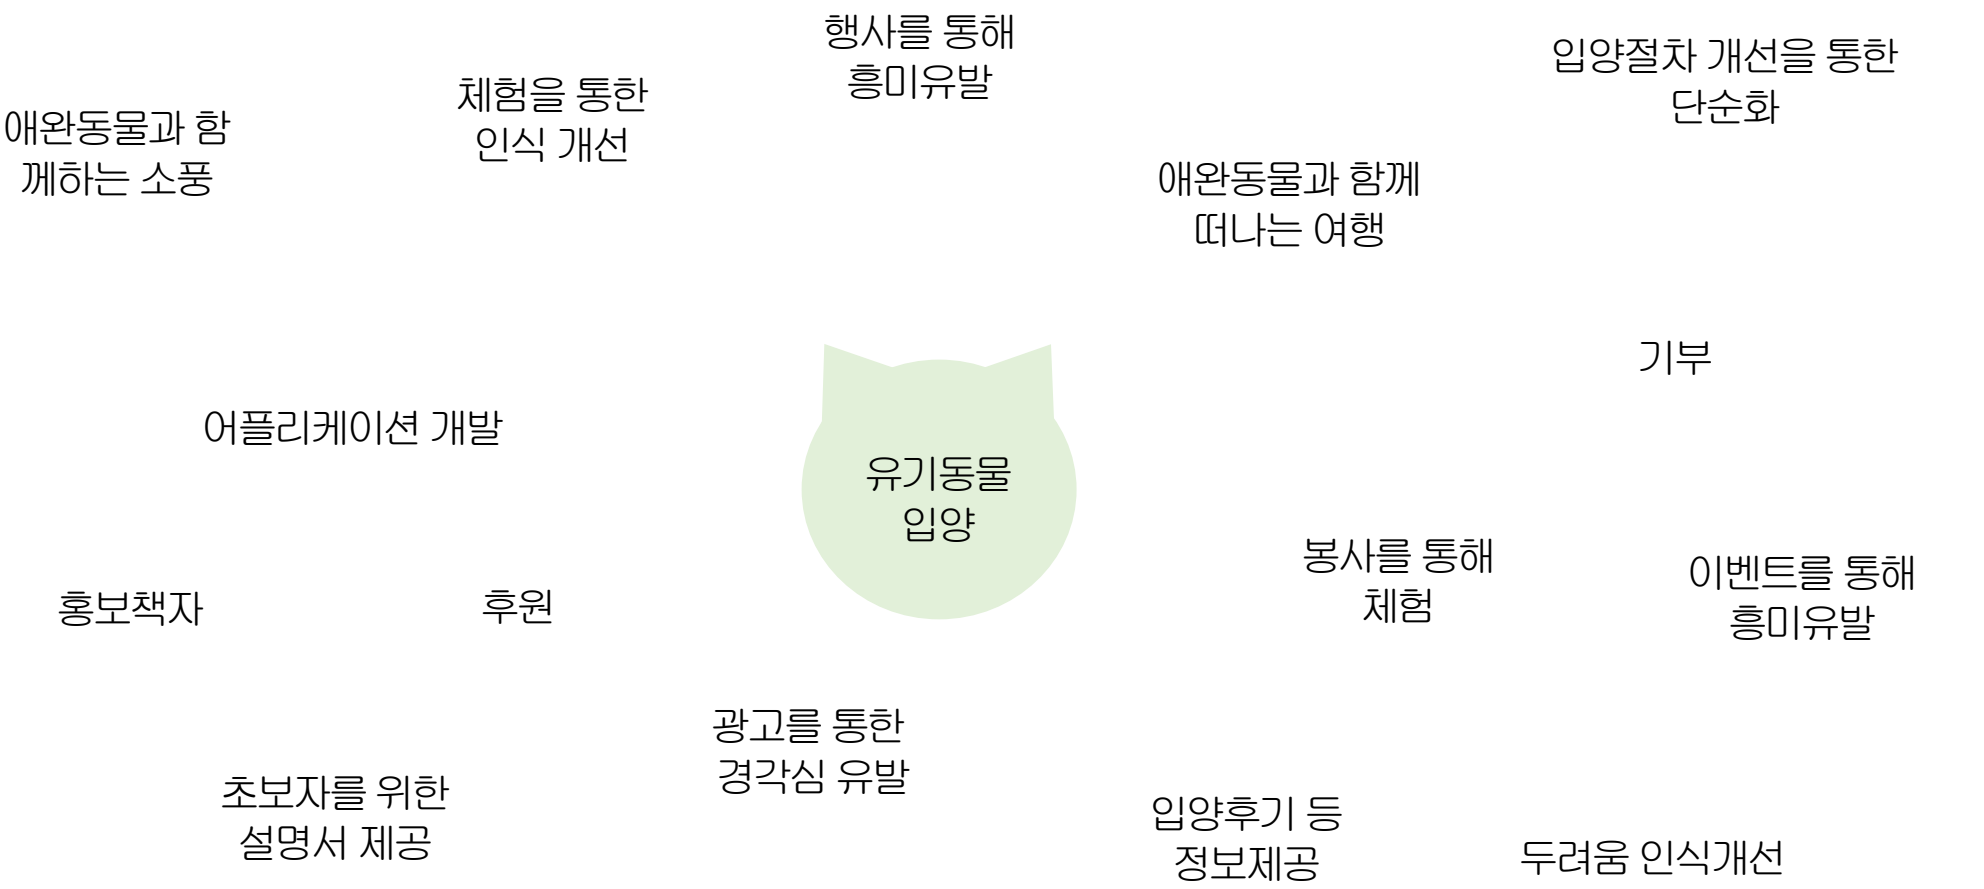 행사를 통해
흥미유발
입양절차 개선을 통한
단순화
체험을 통한
인식 개선
애완동물과 함
께하는 소풍
애완동물과 함께
떠나는 여행
기부
어플리케이션 개발
유기동물
입양
봉사를 통해
체험
이벤트를 통해
흥미유발
홍보책자
후원
광고를 통한
경각심 유발
초보자를 위한
설명서 제공
입양후기 등
정보제공
두려움 인식개선